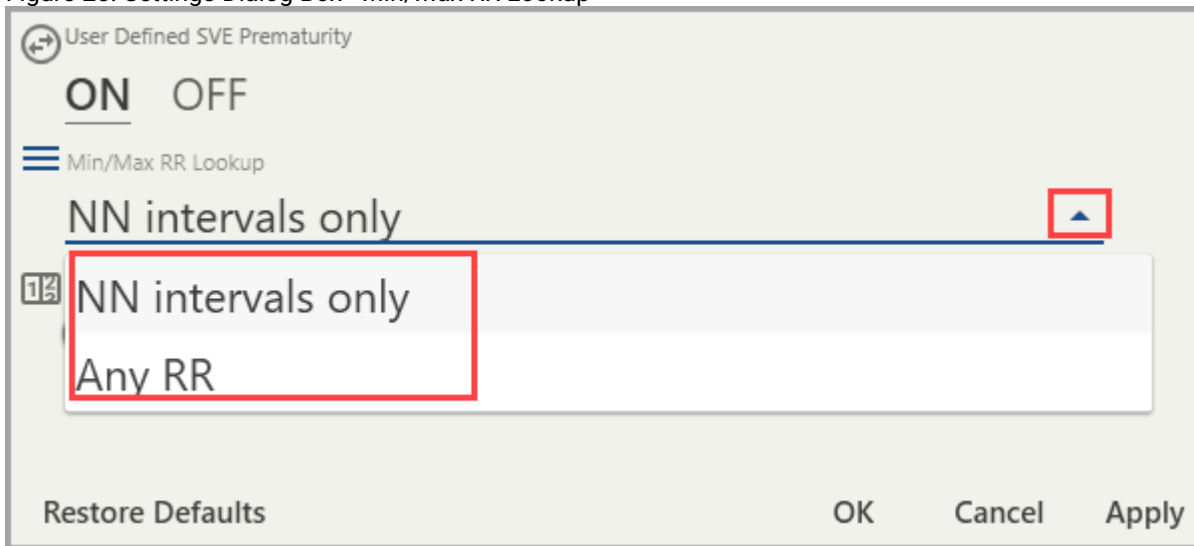 User Defined SVE Prematurity
ON OFF
Min/Max RR Lookup
NN intervals only
NN intervals only
Any RR
Restore Defaults OK Cancel Apply